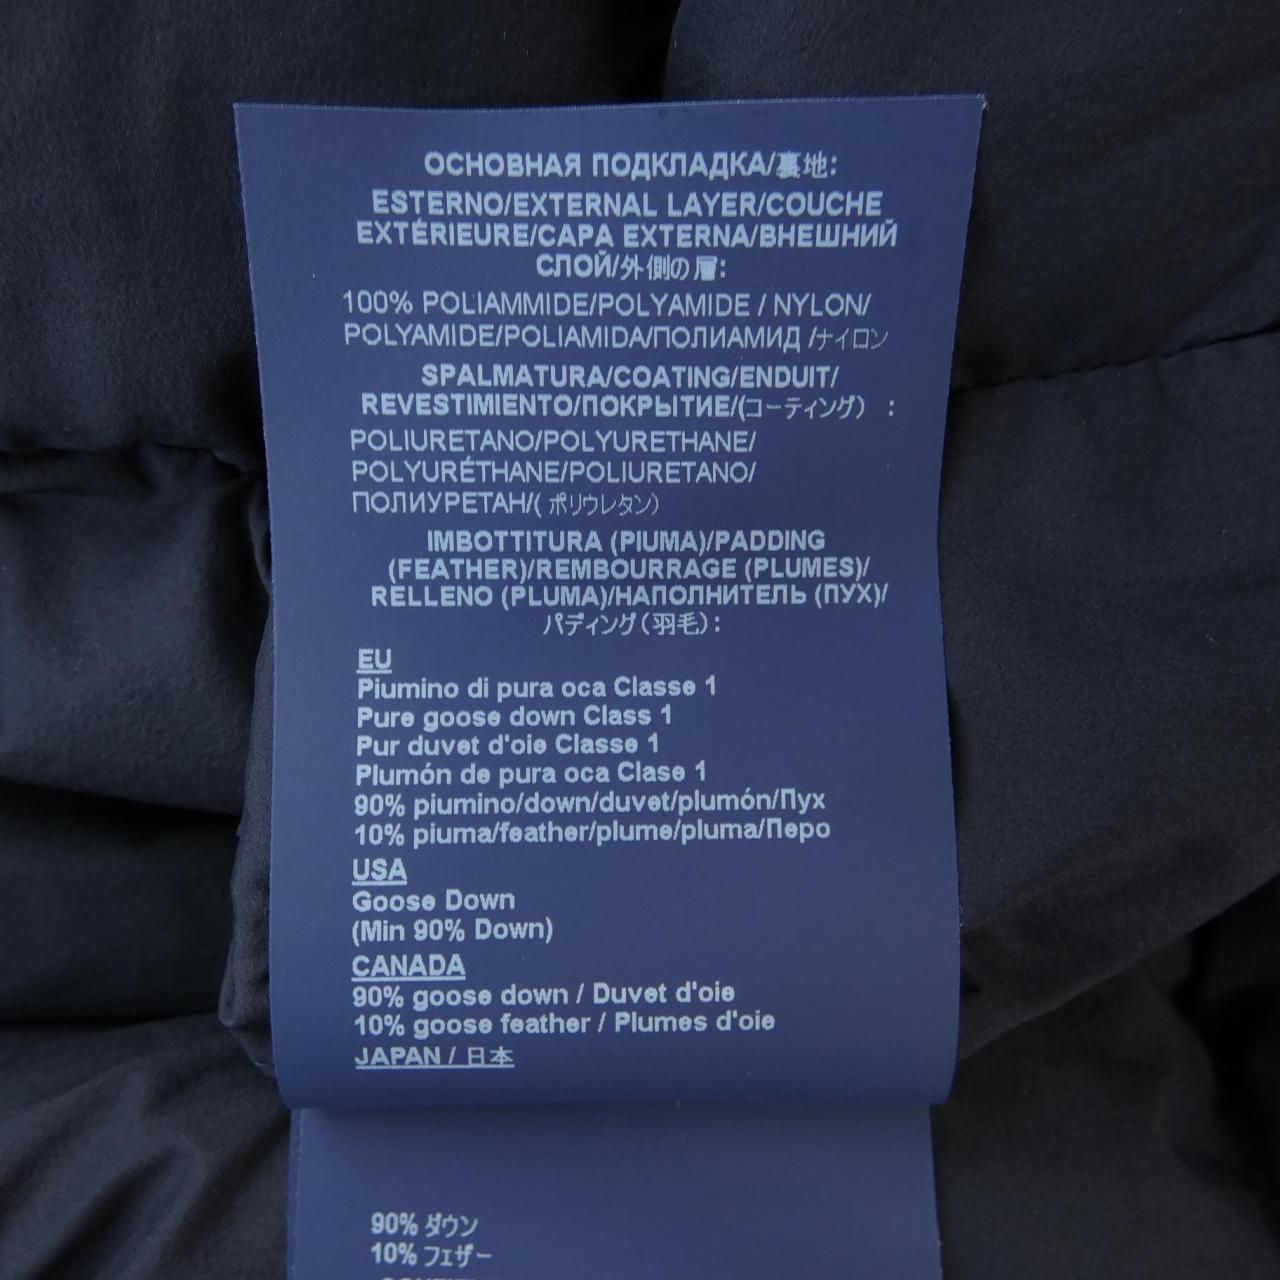 ОСНОВНАЯ ПОДКЛАДКА/裏地:
ESTERNO/EXTERNAL LAYER/COUCHE
EXTÉRIEURE/CAPA EXTERNA/ВНЕШНИЙ
СЛОЙ/外側の層:
100% POLIAMMIDE/POLYAMIDE / NYLON/
POLYAMIDE/POLIAMIDA/ПОЛИАМИД /ナイロン
SPALMATURA/COATING/ENDUIT/
REVESTIMIENTO/ПОКРЫТИЕ/(コーティング) :
POLIURETANO/POLYURETHANE/
POLYURÉTHANE/POLIURETANO/
ПОЛИУРЕТАН/( ポリウレタン)
IMBOTTITURA (PIUMA)/PADDING
(FEATHER)/REMBOURRAGE (PLUMES)/
RELLENO (PLUMA)/НАПОЛНИТЕЛЬ (ПУХ)/
パディング(羽毛):
EU
Piumino di pura oca Classe 1
Pure goose down Class 1
Pur duvet d'oie Classe 1
Plumón de pura oca Clase 1
90% piumino/down/duvet/plumón/Пух
10% piuma/feather/plume/pluma/Перо
USA
Goose Down
(Min 90% Down)
CANADA
90% goose down / Duvet d'oie
10% goose feather / Plumes d'oie
JAPAN / 日本
90% ダウン
10% フェザー